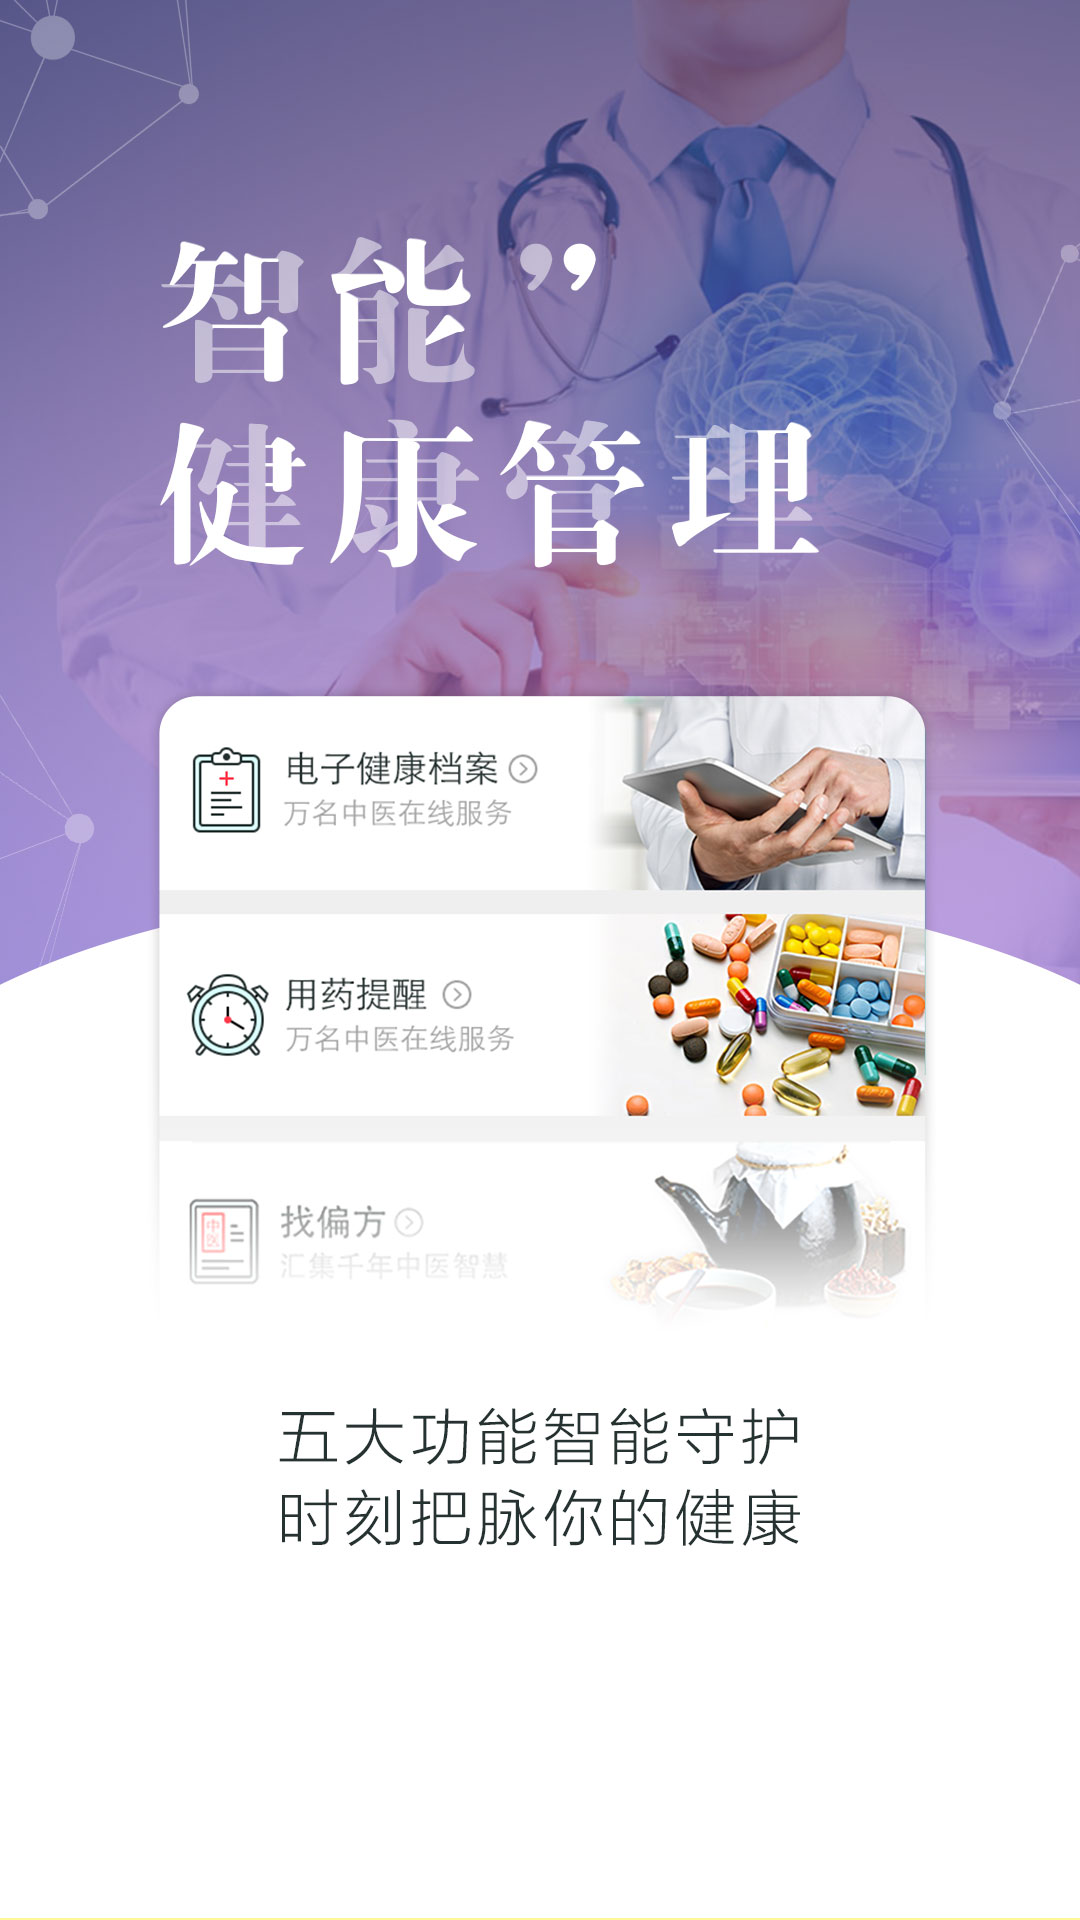 智能”
健康管理
电子健康档案
万名中医在线服务
用药提醒
万名中医在线服务
中医
找偏方
汇集千年中医智慧
五大功能智能守护
时刻把脉你的健康